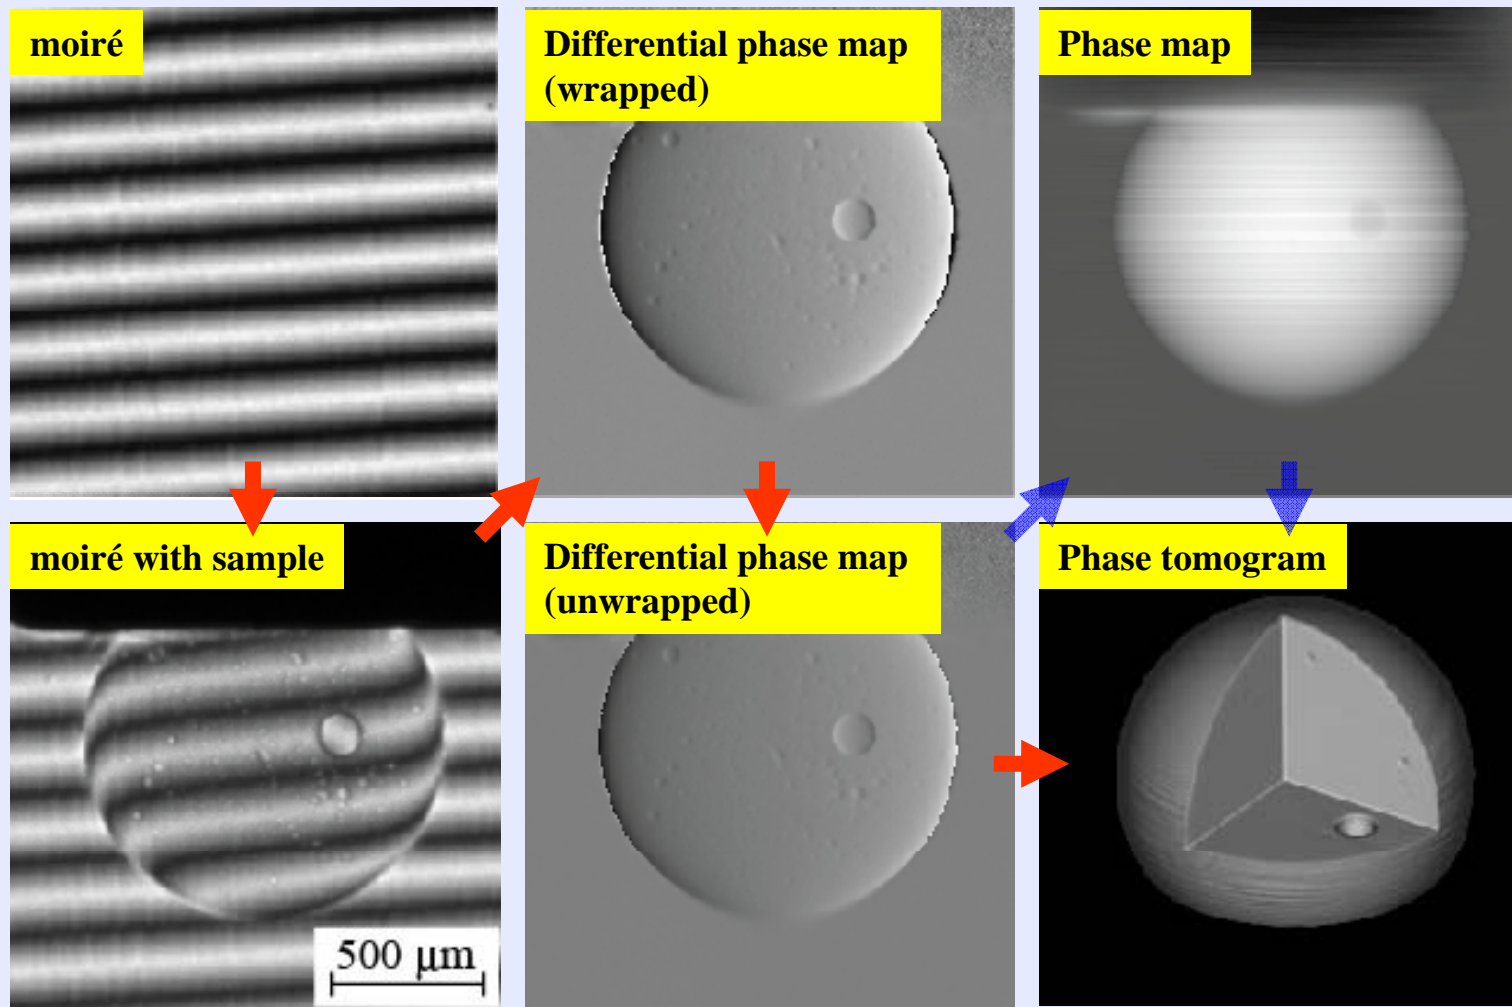 moiré
Differential phase map
(wrapped)
Phase map
moiré with sample
Differential phase map
(unwrapped)
Phase tomogram
500 µm